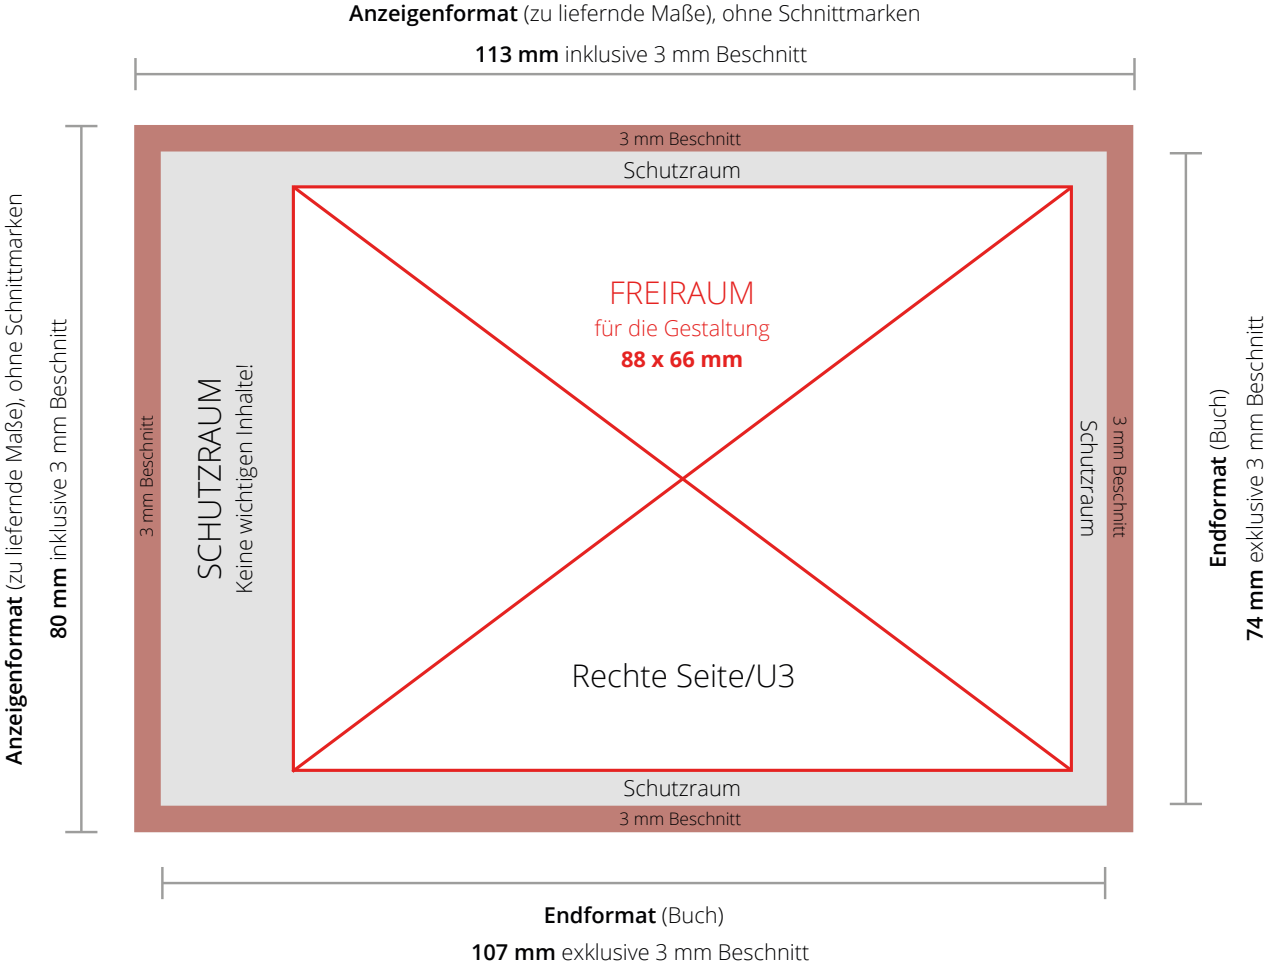 Anzeigenformat (zu liefernde Maße), ohne Schnittmarken
113 mm inklusive 3 mm Beschnitt
3 mm Beschnitt
Schutzraum
Anzeigenformat (zu liefernde Maße), ohne Schnittmarken
80 mm inklusive 3 mm Beschnitt
3 mm Beschnitt
SCHUTZRAUM
Keine wichtigen Inhalte!
FREIRAUM
für die Gestaltung
88 x 66 mm
Rechte Seite/U3
Schutzraum
3 mm Beschnitt
Endformat (Buch)
74 mm exklusive 3 mm Beschnitt
Schutzraum
3 mm Beschnitt
Endformat (Buch)
107 mm exklusive 3 mm Beschnitt